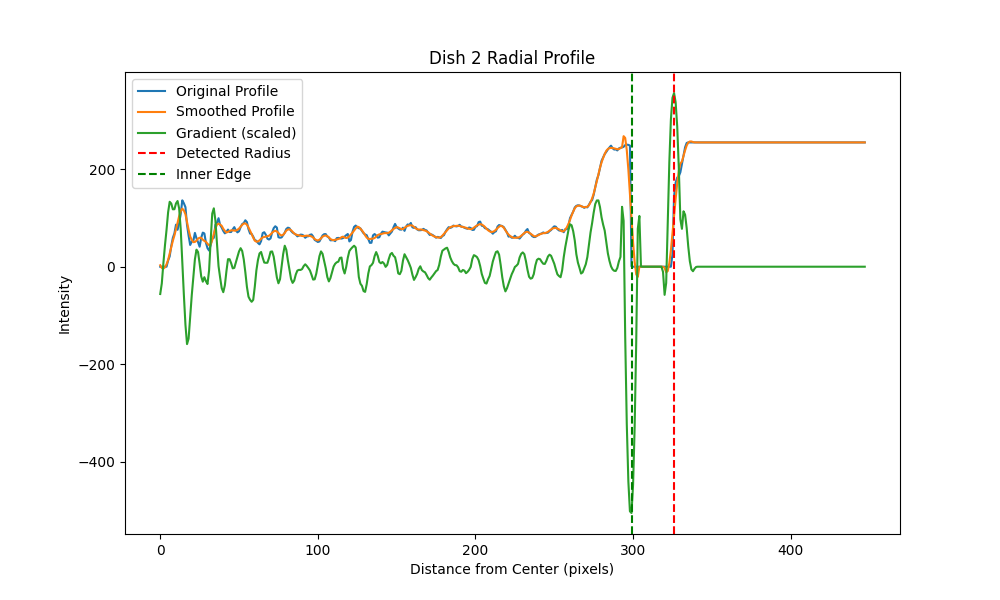 Dish 2 Radial Profile
Original Profile
Smoothed Profile
Gradient (scaled)
Detected Radius
Inner Edge
200
0
−200
−400
Intensity
0 100 200 300 400
Distance from Center (pixels)